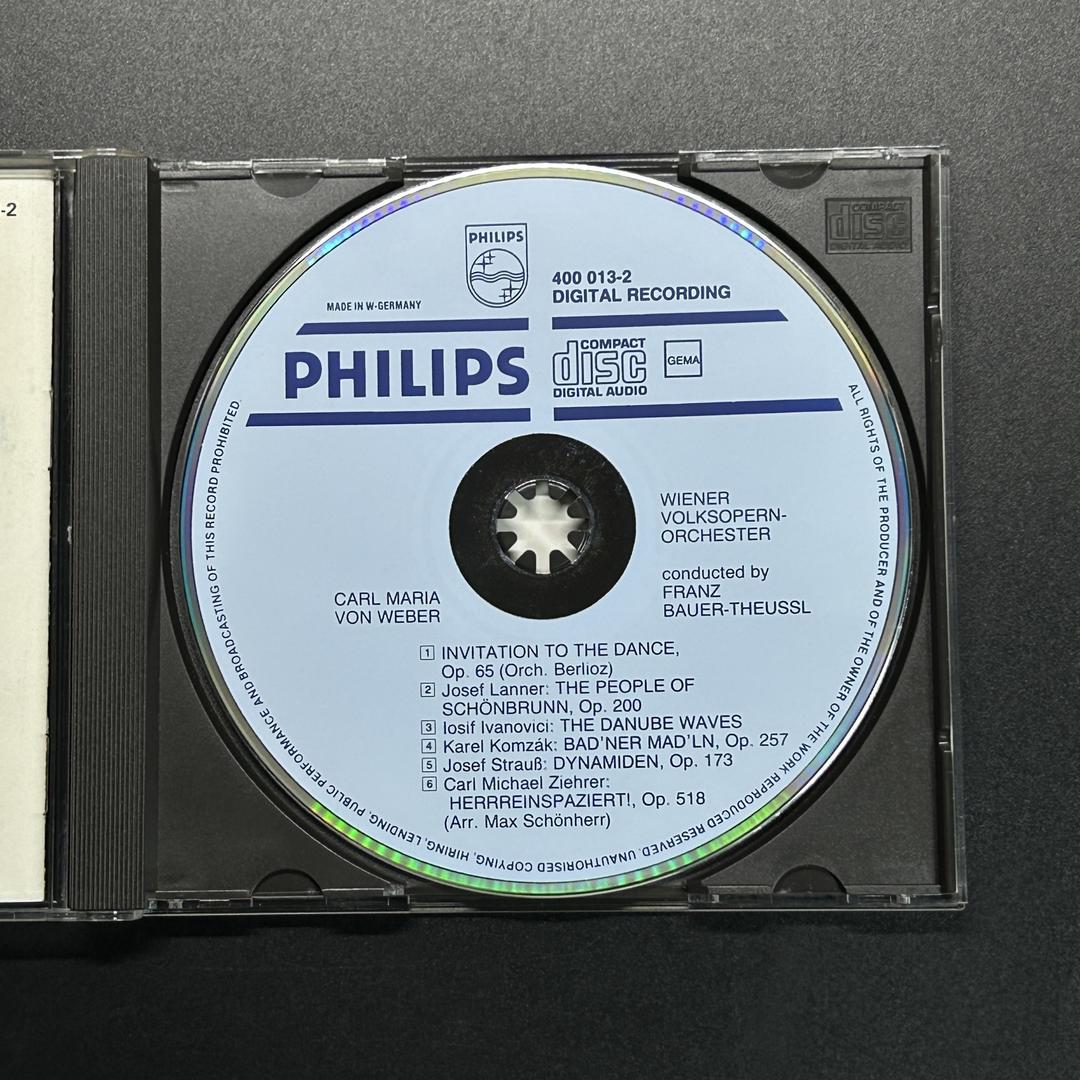 -2
COMPACT
disc
DIGITAL AUDIO
PHILIPS
400 013-2
DIGITAL RECORDING
MADE IN W-GERMANY
PHILIPS
COMPACT
disc
DIGITAL AUDIO
GEMA
ALL RIGHTS OF THE PRODUCER AND OF THE OWNER OF THE WORK REPRODUCED RESERVED. UNAUTHORISED COPYING, HIRING, LENDING, PUBLIC PERFORMANCE AND BROADCASTING OF THIS RECORD PROHIBITED.
WIENER
VOLKSOPERN-
ORCHESTER
conducted by
FRANZ
BAUER-THEUSSL
CARL MARIA
VON WEBER
1 INVITATION TO THE DANCE,
Op. 65 (Orch. Berlioz)
2 Josef Lanner: THE PEOPLE OF
SCHÖNBRUNN, Op. 200
3 Iosif Ivanovici: THE DANUBE WAVES
4 Karel Komzák: BAD'NER MAD'LN, Op. 257
5 Josef Strauß: DYNAMIDEN, Op. 173
6 Carl Michael Ziehrer:
HERRREINSPAZIERT!, Op. 518
(Arr. Max Schönherr)